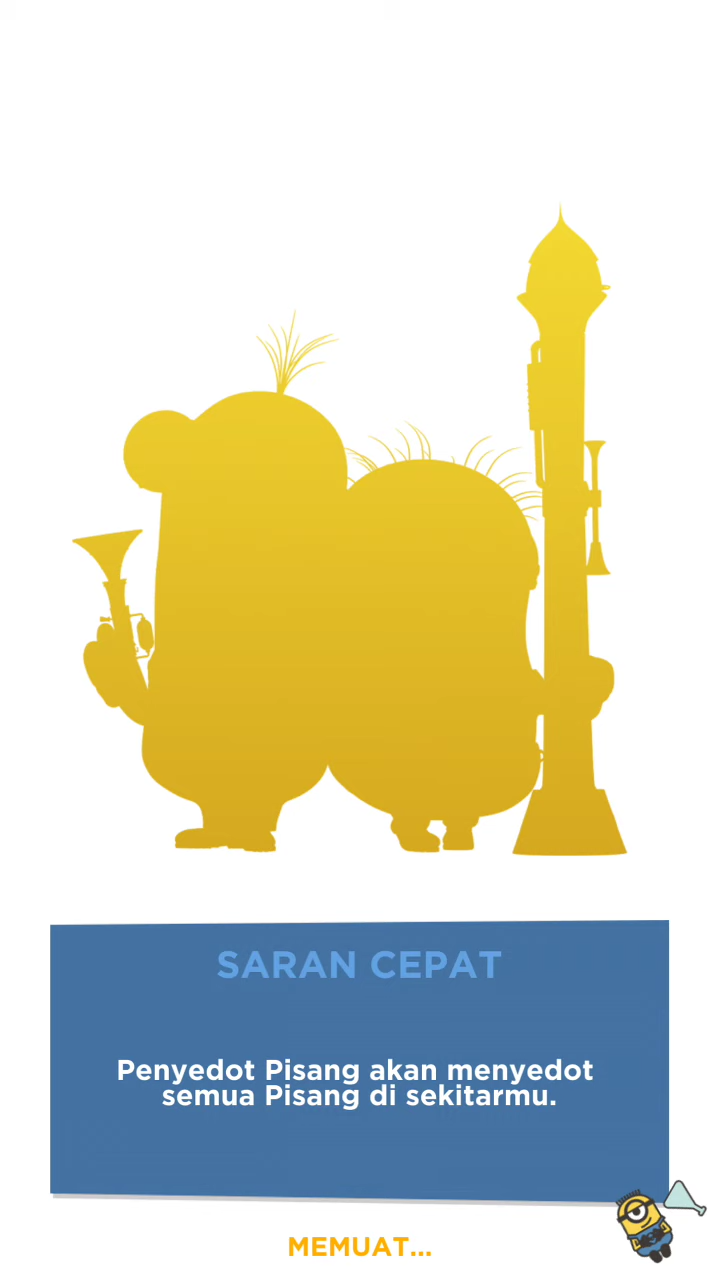 SARAN CEPAT
Penyedot Pisang akan menyedot
semua Pisang di sekitarmu.
MEMUAT...